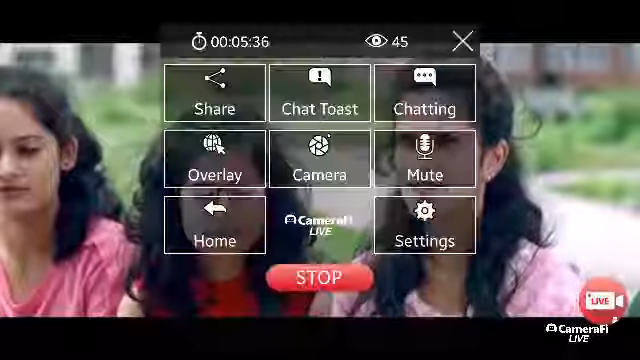 00:05:36 45
Share Chat Toast Chatting
Overlay Camera Mute
Home CameraFi LIVE Settings
STOP
LIVE
CameraFi
LIVE